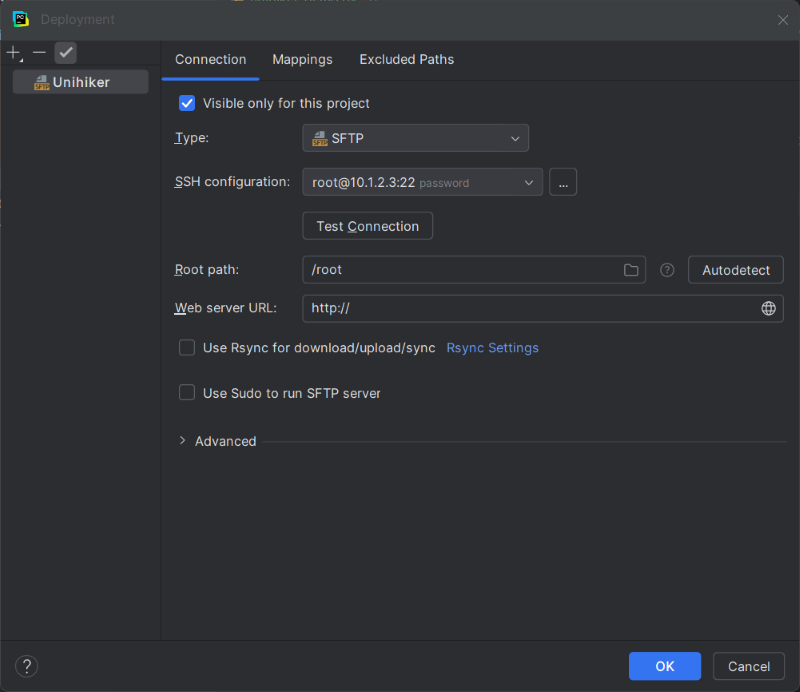 Deployment
Connection Mappings Excluded Paths
Unihiker
Visible only for this project
Type: SFTP
SSH configuration: root@10.1.2.3:22 password ...
Test Connection
Root path: /root ? Autodetect
Web server URL: http://
Use Rsync for download/upload/sync Rsync Settings
Use Sudo to run SFTP server
Advanced
? OK Cancel